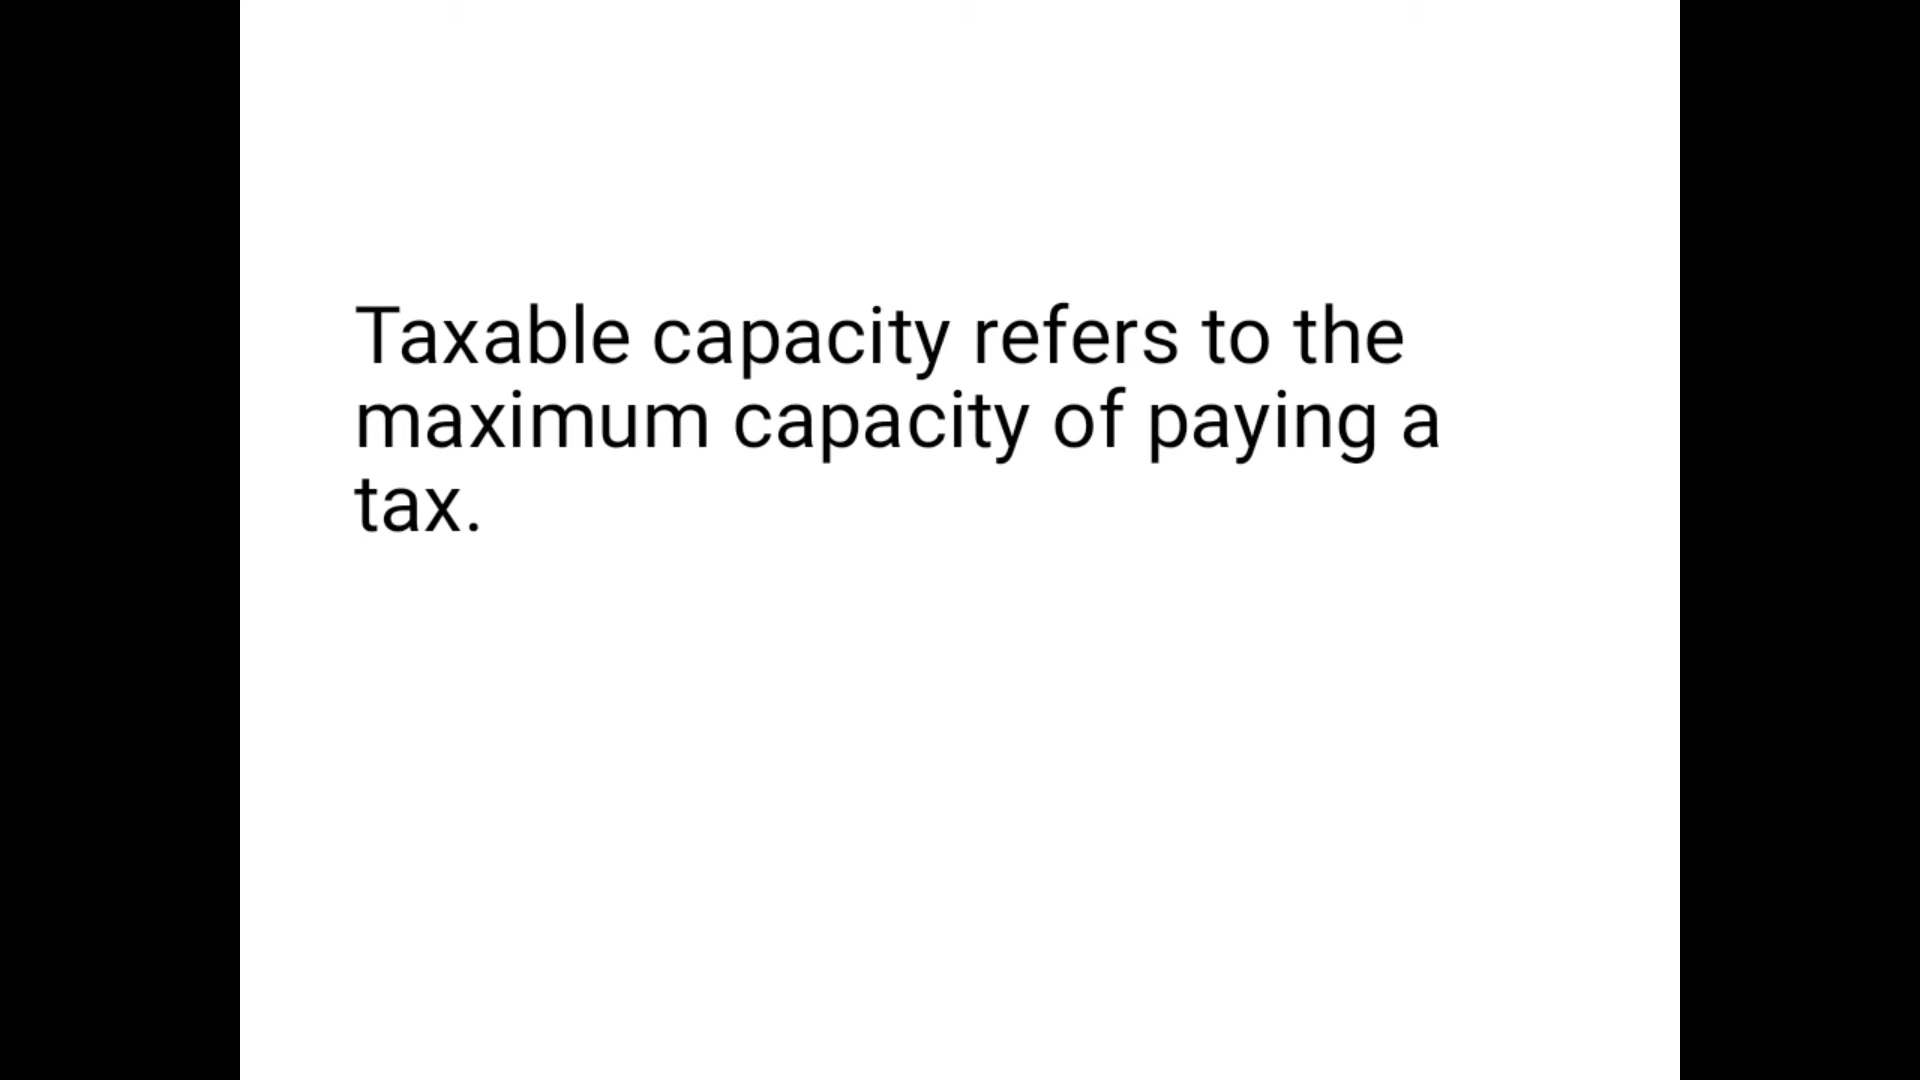 Taxable capacity refers to the
maximum capacity of paying a
tax.